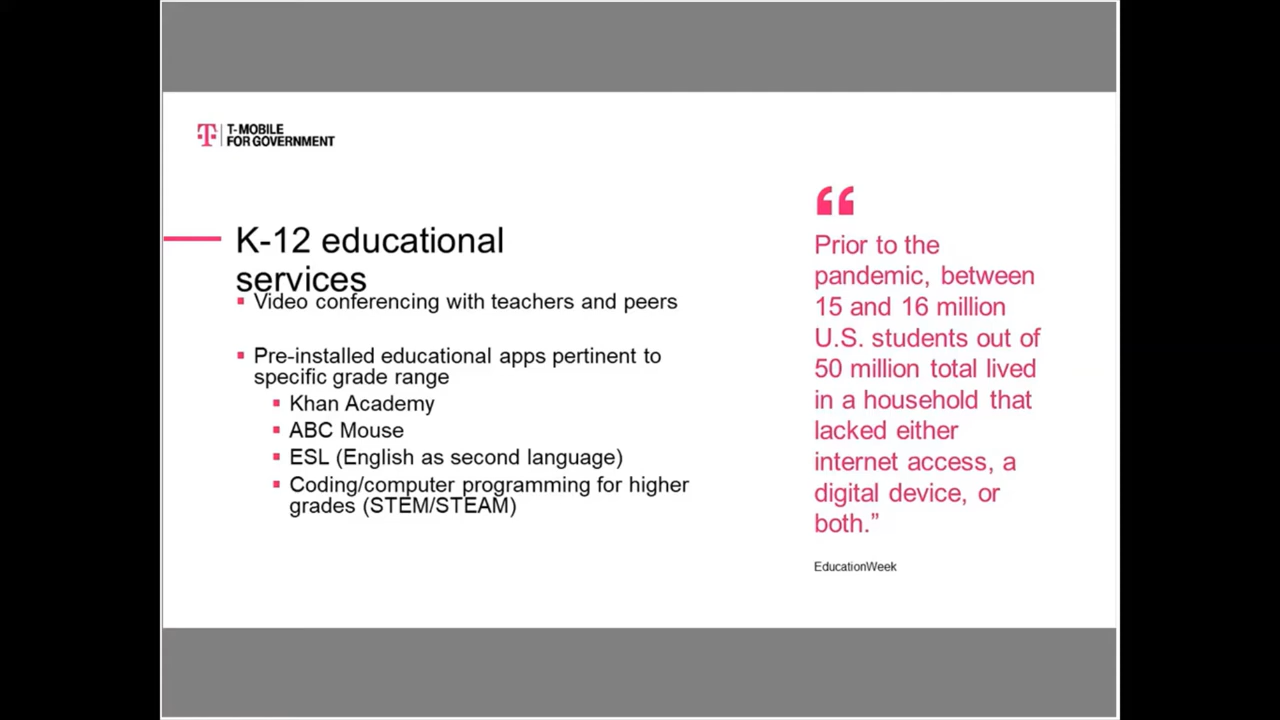 T-MOBILE
FOR GOVERNMENT
K-12 educational
services
▪ Video conferencing with teachers and peers
▪ Pre-installed educational apps pertinent to
specific grade range
▪ Khan Academy
▪ ABC Mouse
▪ ESL (English as second language)
▪ Coding/computer programming for higher
grades (STEM/STEAM)
“
Prior to the
pandemic, between
15 and 16 million
U.S. students out of
50 million total lived
in a household that
lacked either
internet access, a
digital device, or
both.”
EducationWeek